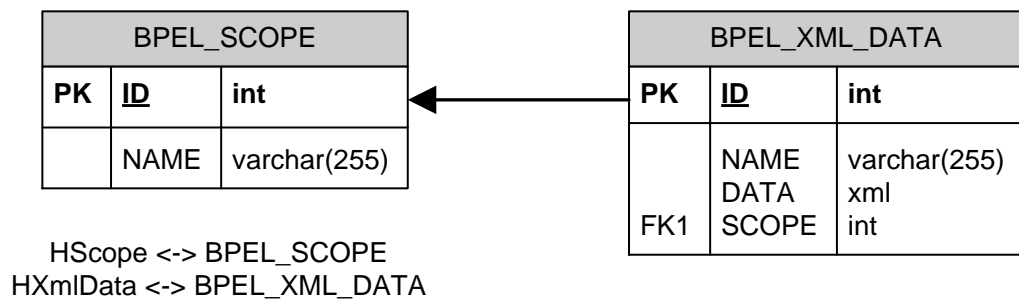 BPEL_SCOPE
PK ID int
NAME varchar(255)
BPEL_XML_DATA
PK ID int
NAME varchar(255)
DATA xml
FK1 SCOPE int
HScope <-> BPEL_SCOPE
HXmlData <-> BPEL_XML_DATA